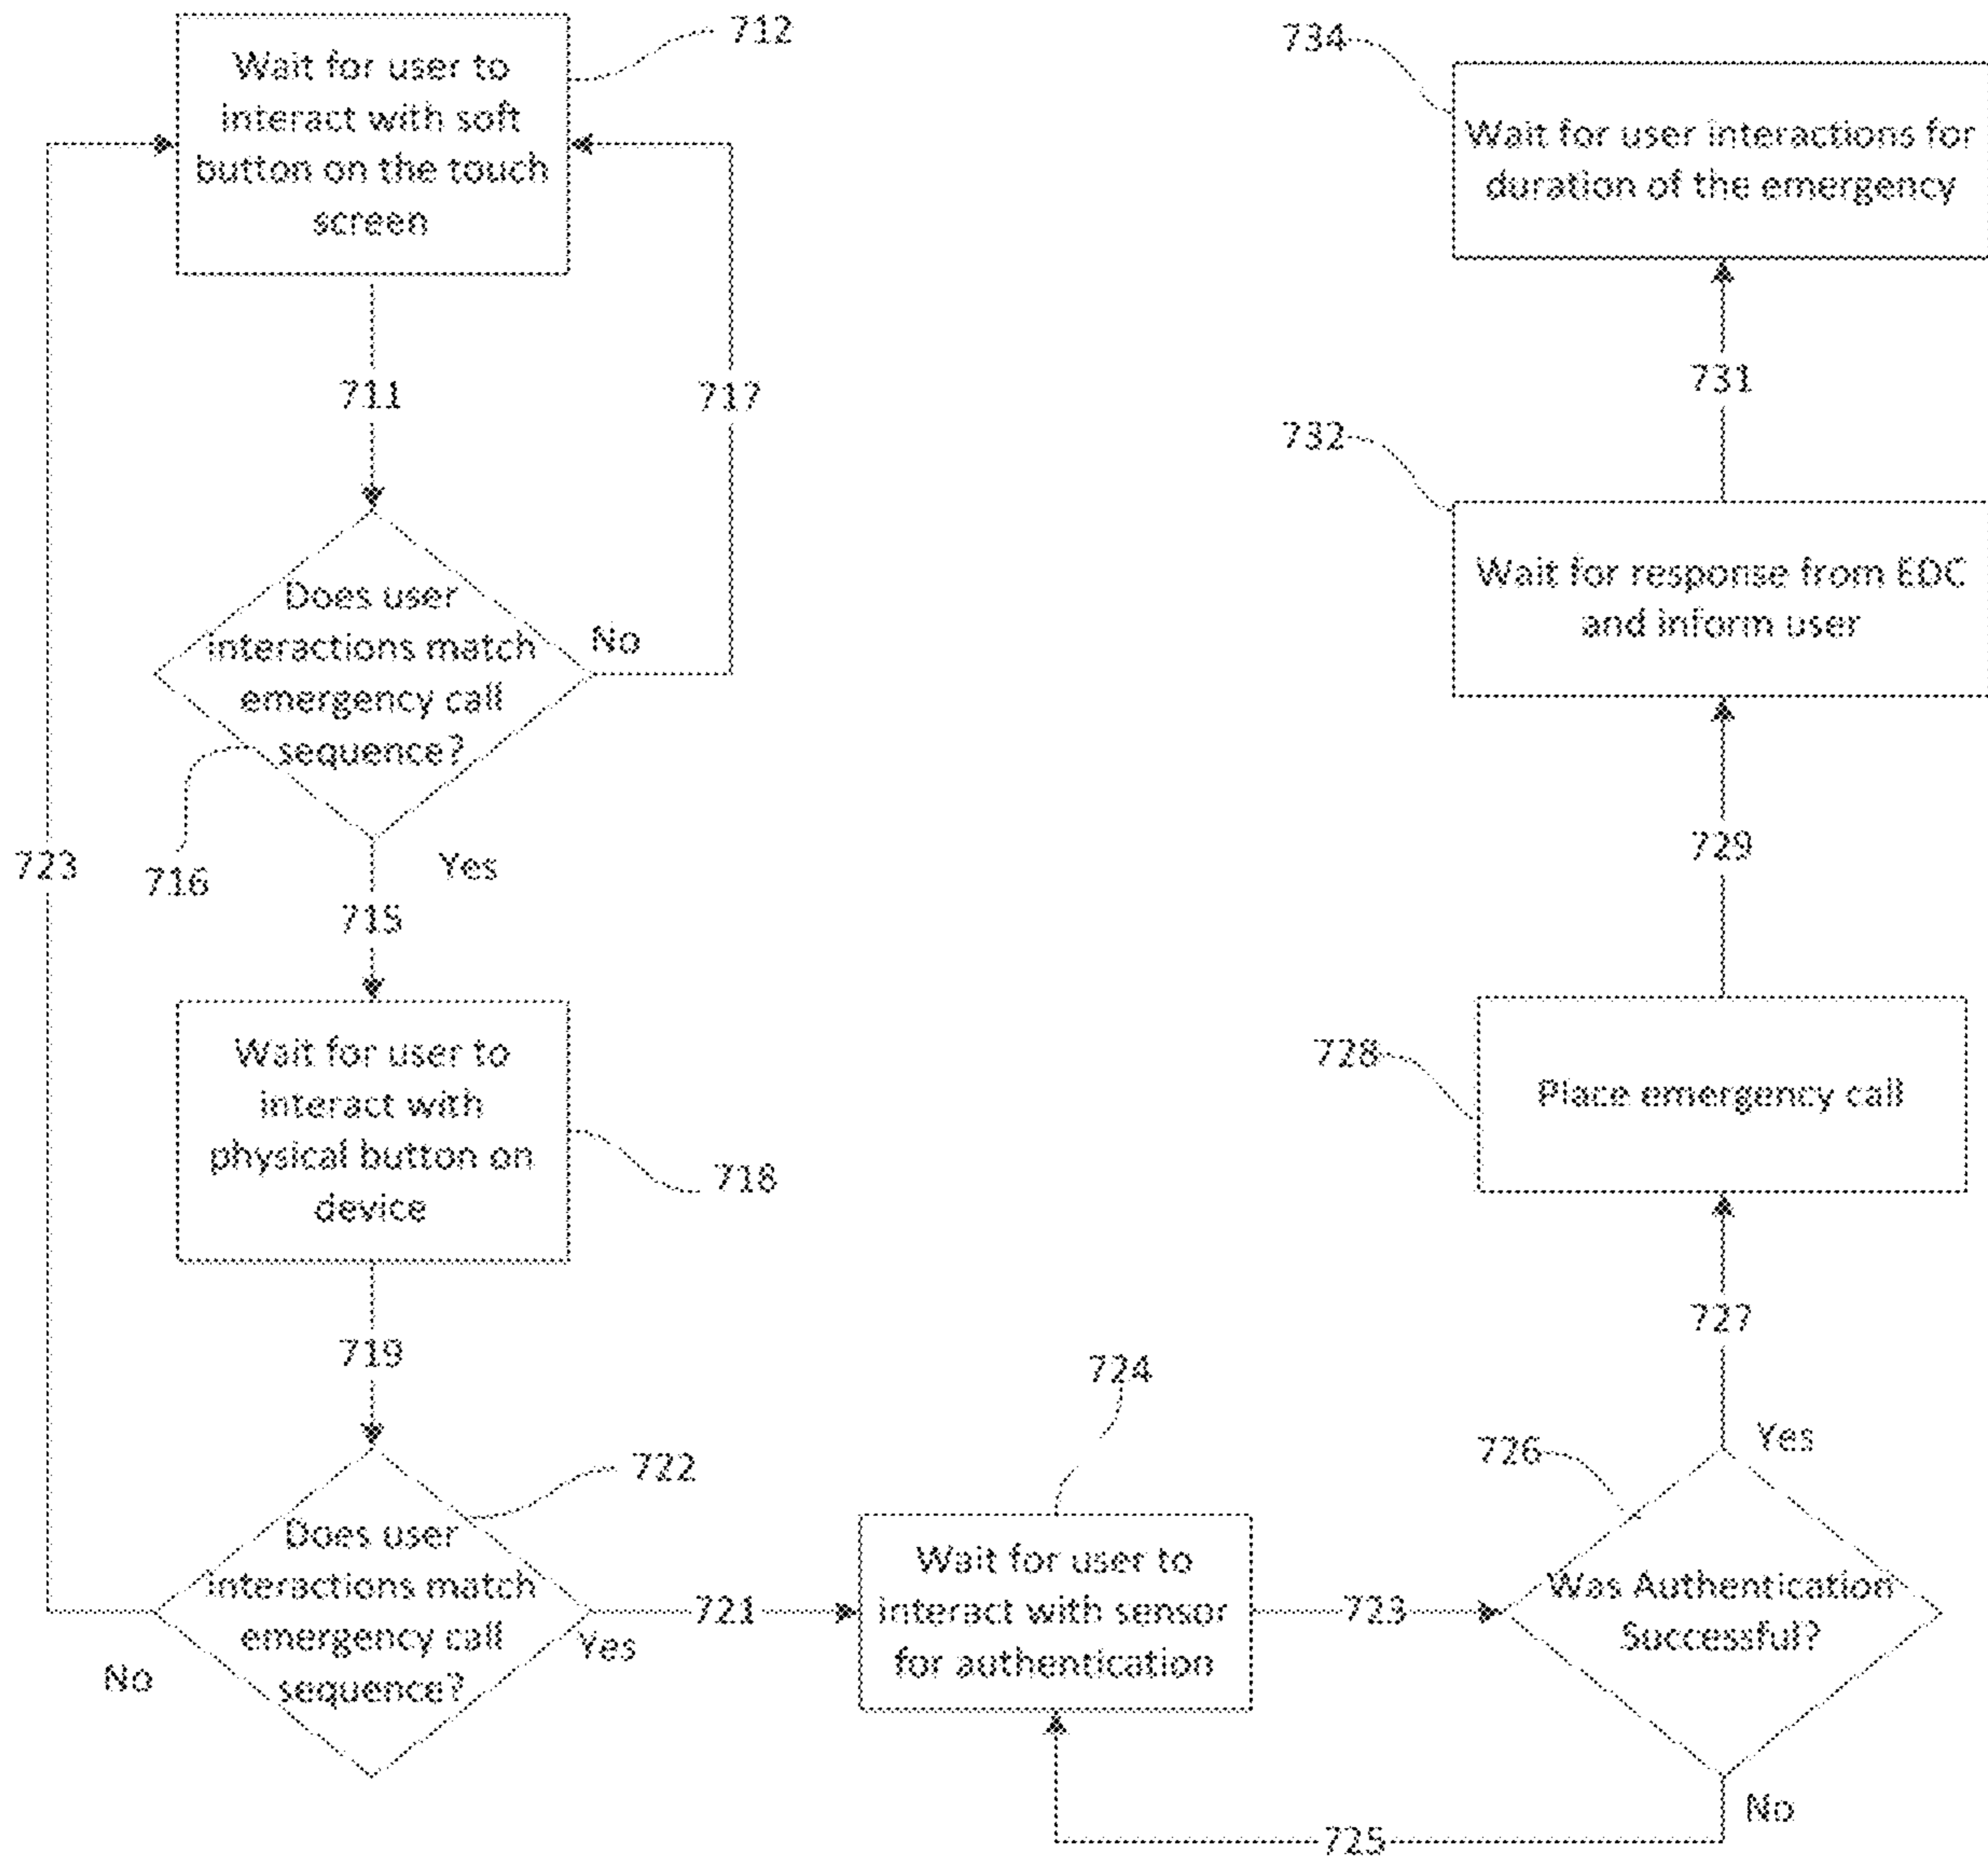 712
Wait for user to
interact with soft
button on the touch
screen
711
717
Does user
interactions match
emergency call
sequence?
No
716
Yes
723
715
Wait for user to
interact with
physical button on
device
718
719
722
Does user
interactions match
emergency call
sequence?
No
Yes
721
724
Wait for user to
interact with sensor
for authentication
723
726
Was Authentication
Successful?
Yes
No
725
727
728
Place emergency call
729
732
Wait for response from EDC
and inform user
731
734
Wait for user interactions for
duration of the emergency